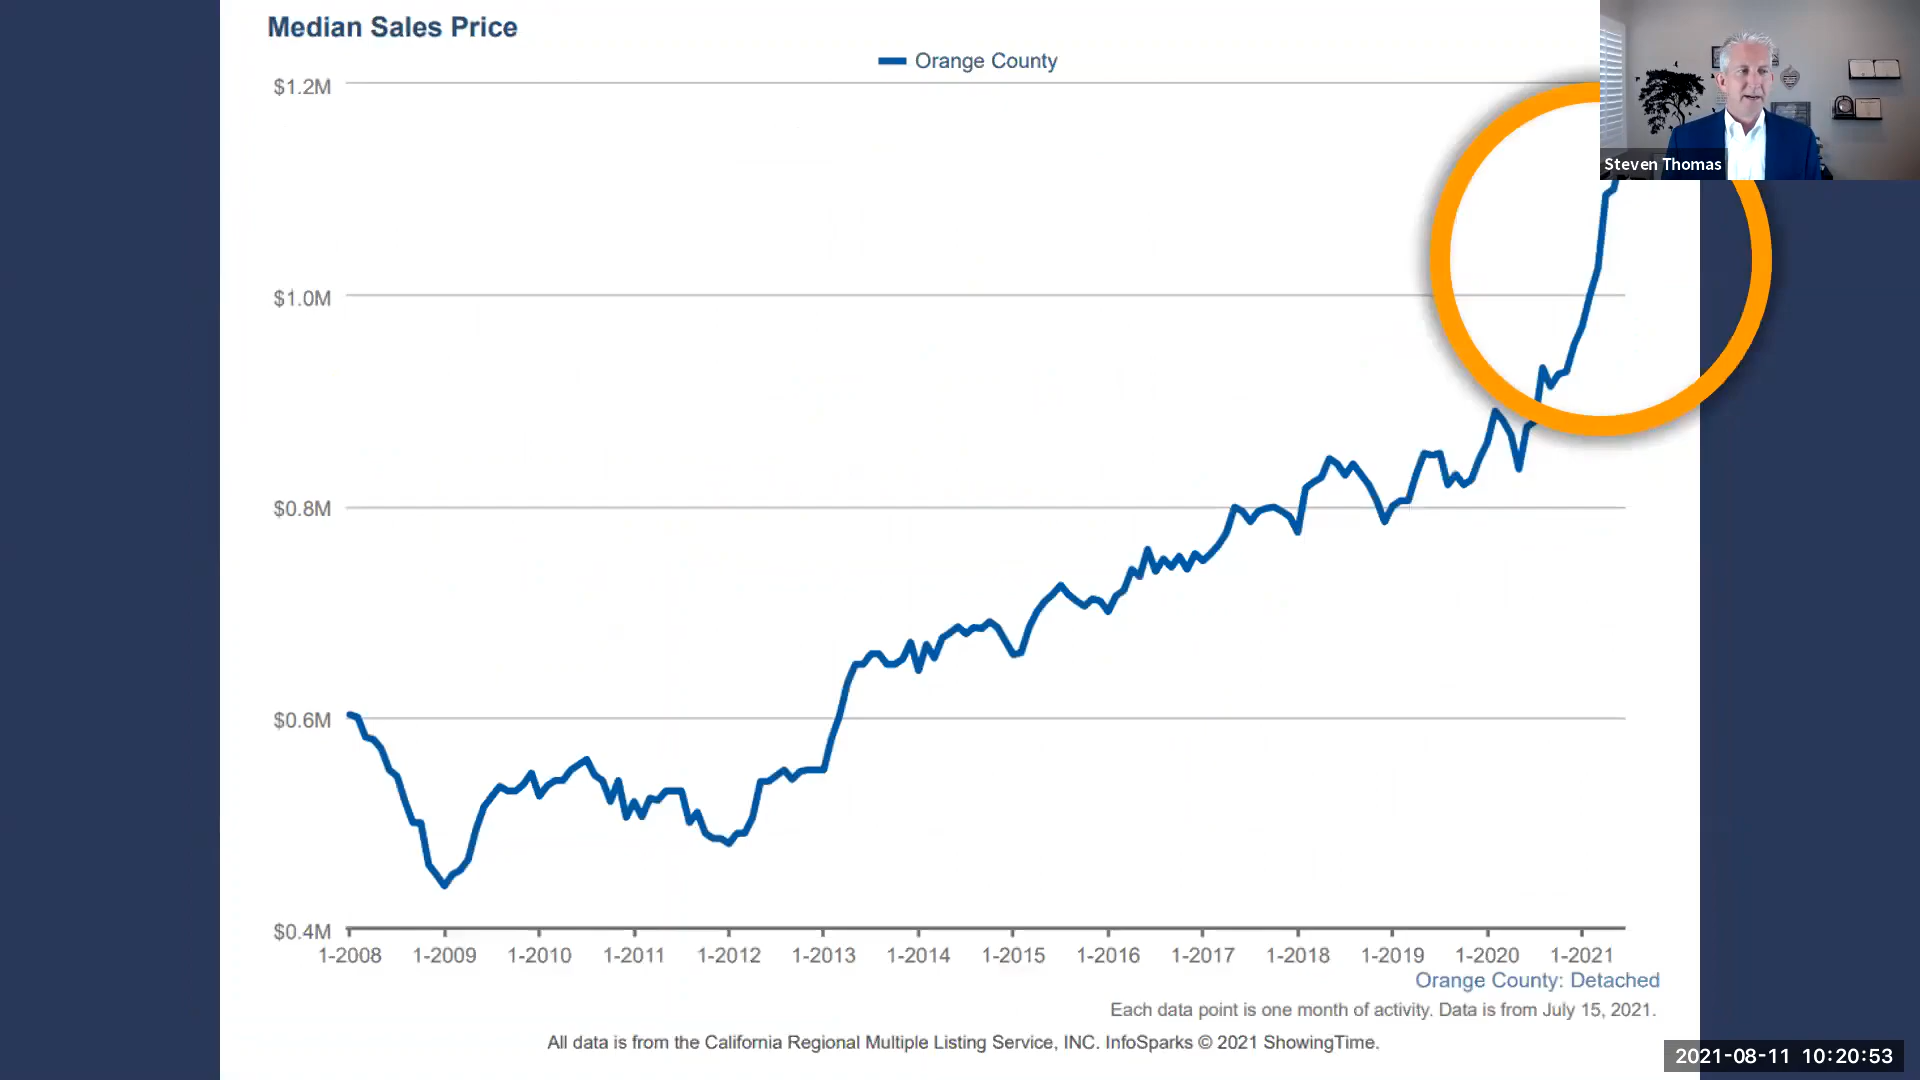 Median Sales Price
Orange County
$1.2M
$1.0M
$0.8M
$0.6M
$0.4M
1-2008 1-2009 1-2010 1-2011 1-2012 1-2013 1-2014 1-2015 1-2016 1-2017 1-2018 1-2019 1-2020 1-2021
Orange County: Detached
Each data point is one month of activity. Data is from July 15, 2021.
All data is from the California Regional Multiple Listing Service, INC. InfoSparks © 2021 ShowingTime.
Steven Thomas
2021-08-11 10:20:53